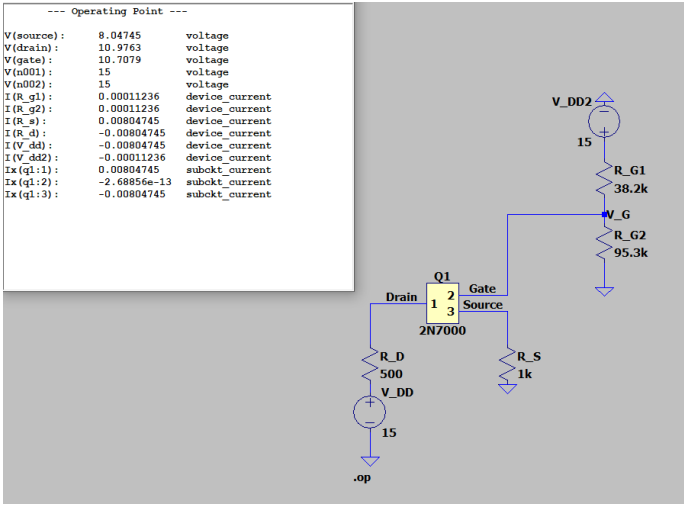 --- Operating Point ---
V(source): 8.04745 voltage
V(drain): 10.9763 voltage
V(gate): 10.7079 voltage
V(n001): 15 voltage
V(n002): 15 voltage
I(R_g1): 0.00011236 device_current
I(R_g2): 0.00011236 device_current
I(R_s): 0.00804745 device_current
I(R_d): -0.00804745 device_current
I(V_dd): -0.00804745 device_current
I(V_dd2): -0.00011236 device_current
Ix(q1:1): 0.00804745 subckt_current
Ix(q1:2): -2.68856e-13 subckt_current
Ix(q1:3): -0.00804745 subckt_current
V_DD2
15
R_G1
38.2k
V_G
R_G2
95.3k
Q1
Drain
1
2
3
Gate
Source
2N7000
R_D
500
R_S
1k
V_DD
15
.op